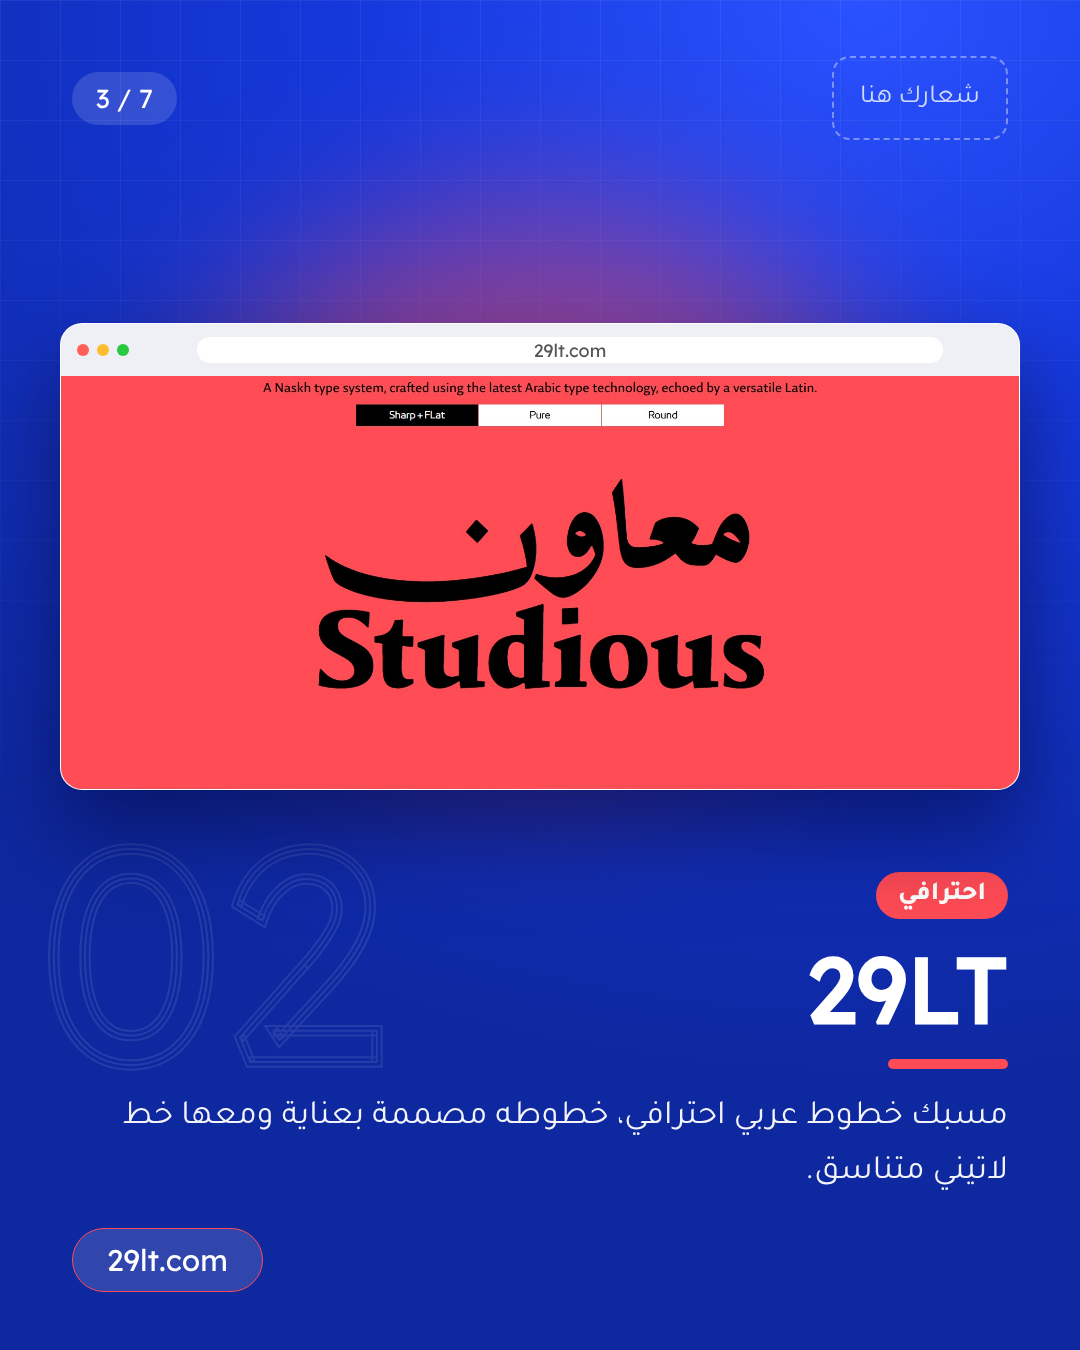 شعارك هنا
3 / 7
29lt.com
A Naskh type system, crafted using the latest Arabic type technology, echoed by a versatile Latin.
Sharp+FLat Pure Round
معاون
Studious
02
احترافي
29LT
مسبك خطوط عربي احترافي، خطوطه مصممة بعناية ومعها خط
لاتيني متناسق.
29lt.com